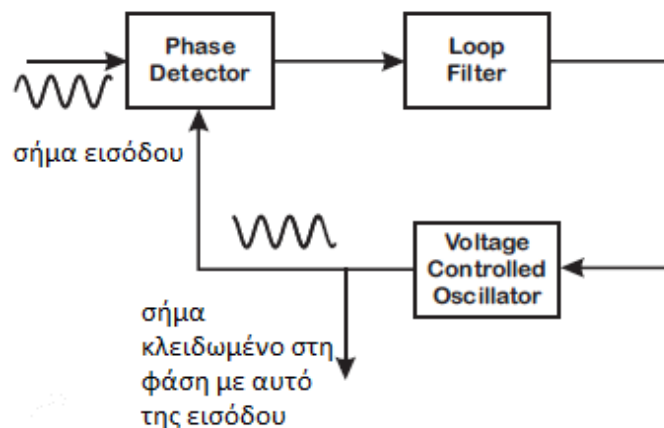 Phase
Detector
Loop
Filter
σήμα εισόδου
Voltage
Controlled
Oscillator
σήμα
κλειδωμένο στη
φάση με αυτό
της εισόδου